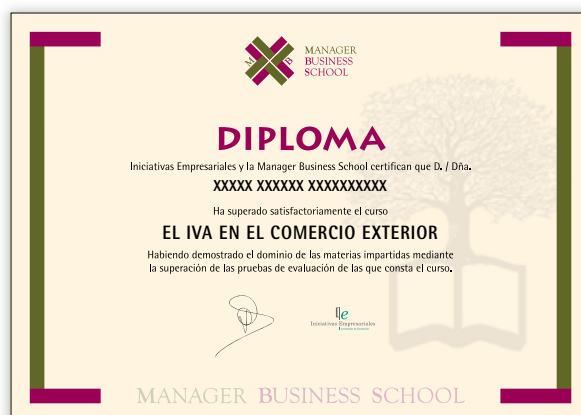 M B
MANAGER
BUSINESS
SCHOOL
DIPLOMA
Iniciativas Empresariales y la Manager Business School certifican que D. / Dña.
XXXXX XXXXXX XXXXXXXXXX
Ha superado satisfactoriamente el curso
EL IVA EN EL COMERCIO EXTERIOR
Habiendo demostrado el dominio de las materias impartidas mediante
la superación de las pruebas de evaluación de las que consta el curso.
Iniciativas Empresariales
MANAGER BUSINESS SCHOOL